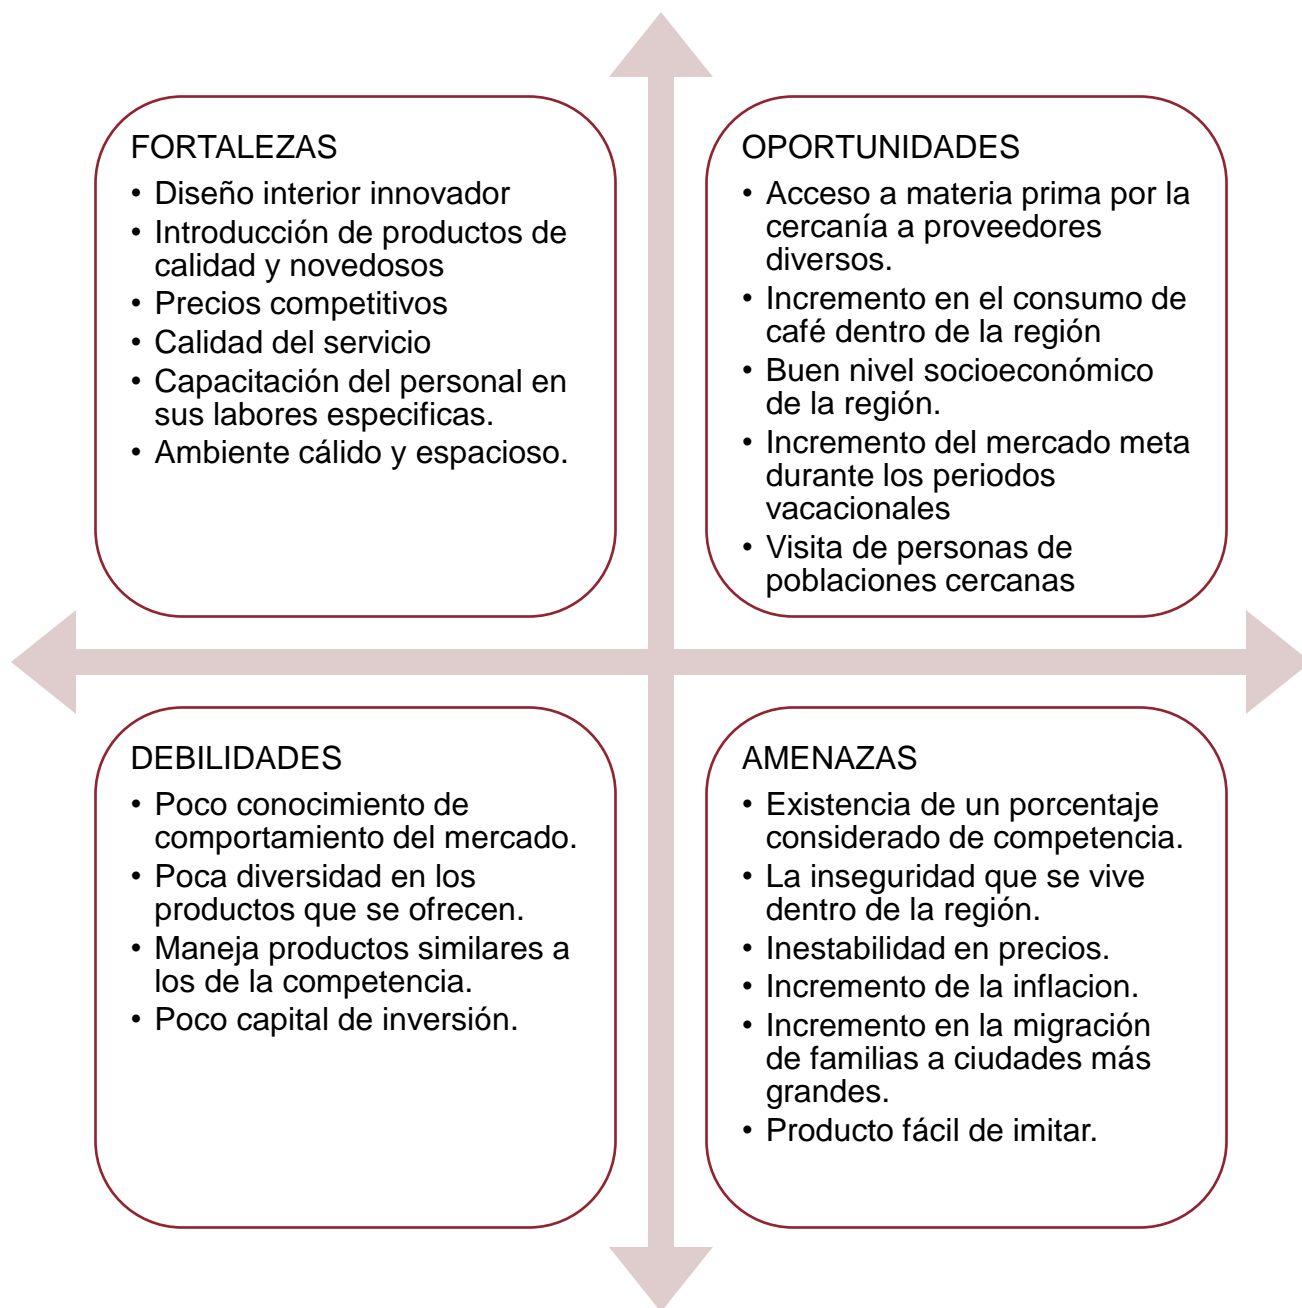 FORTALEZAS
• Diseño interior innovador
• Introducción de productos de
calidad y novedosos
• Precios competitivos
• Calidad del servicio
• Capacitación del personal en
sus labores especificas.
• Ambiente cálido y espacioso.
OPORTUNIDADES
• Acceso a materia prima por la
cercanía a proveedores
diversos.
• Incremento en el consumo de
café dentro de la región
• Buen nivel socioeconómico
de la región.
• Incremento del mercado meta
durante los periodos
vacacionales
• Visita de personas de
poblaciones cercanas
DEBILIDADES
• Poco conocimiento de
comportamiento del mercado.
• Poca diversidad en los
productos que se ofrecen.
• Maneja productos similares a
los de la competencia.
• Poco capital de inversión.
AMENAZAS
• Existencia de un porcentaje
considerado de competencia.
• La inseguridad que se vive
dentro de la región.
• Inestabilidad en precios.
• Incremento de la inflacion.
• Incremento en la migración
de familias a ciudades más
grandes.
• Producto fácil de imitar.